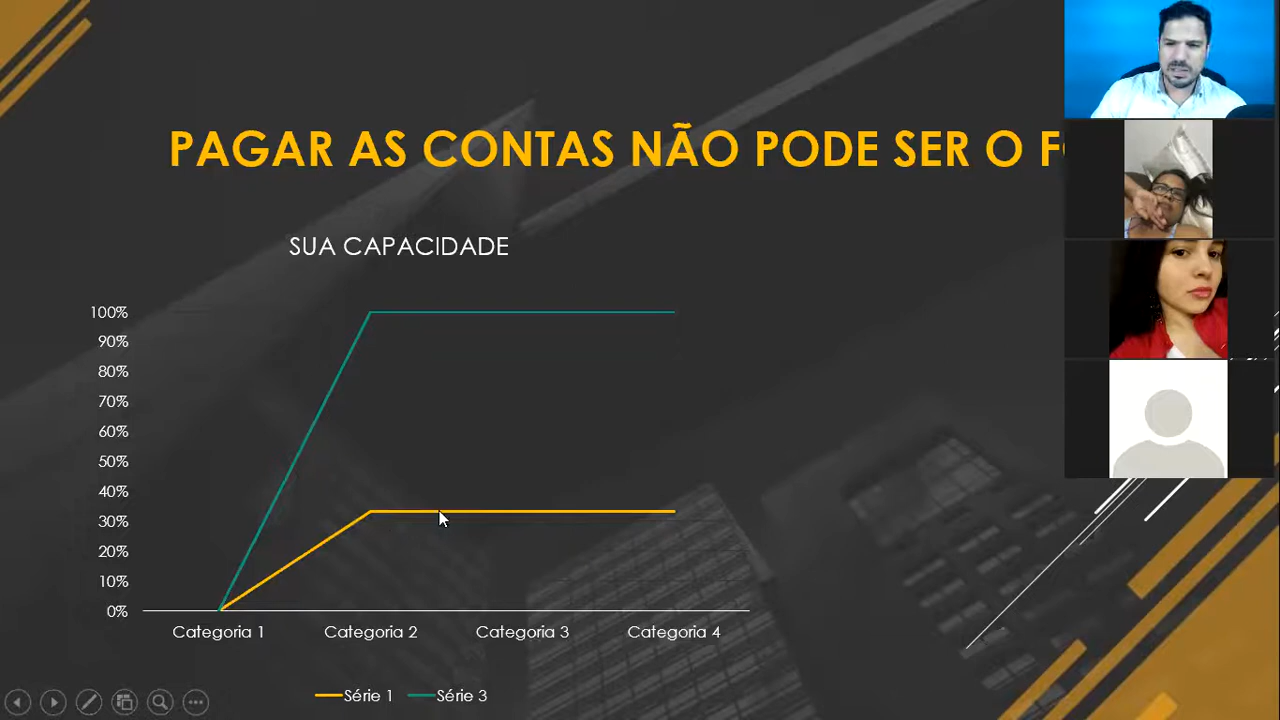 PAGAR AS CONTAS NÃO PODE SER O
SUA CAPACIDADE
100%
90%
80%
70%
60%
50%
40%
30%
20%
10%
0%
Categoria 1 Categoria 2 Categoria 3 Categoria 4
Série 1 Série 3